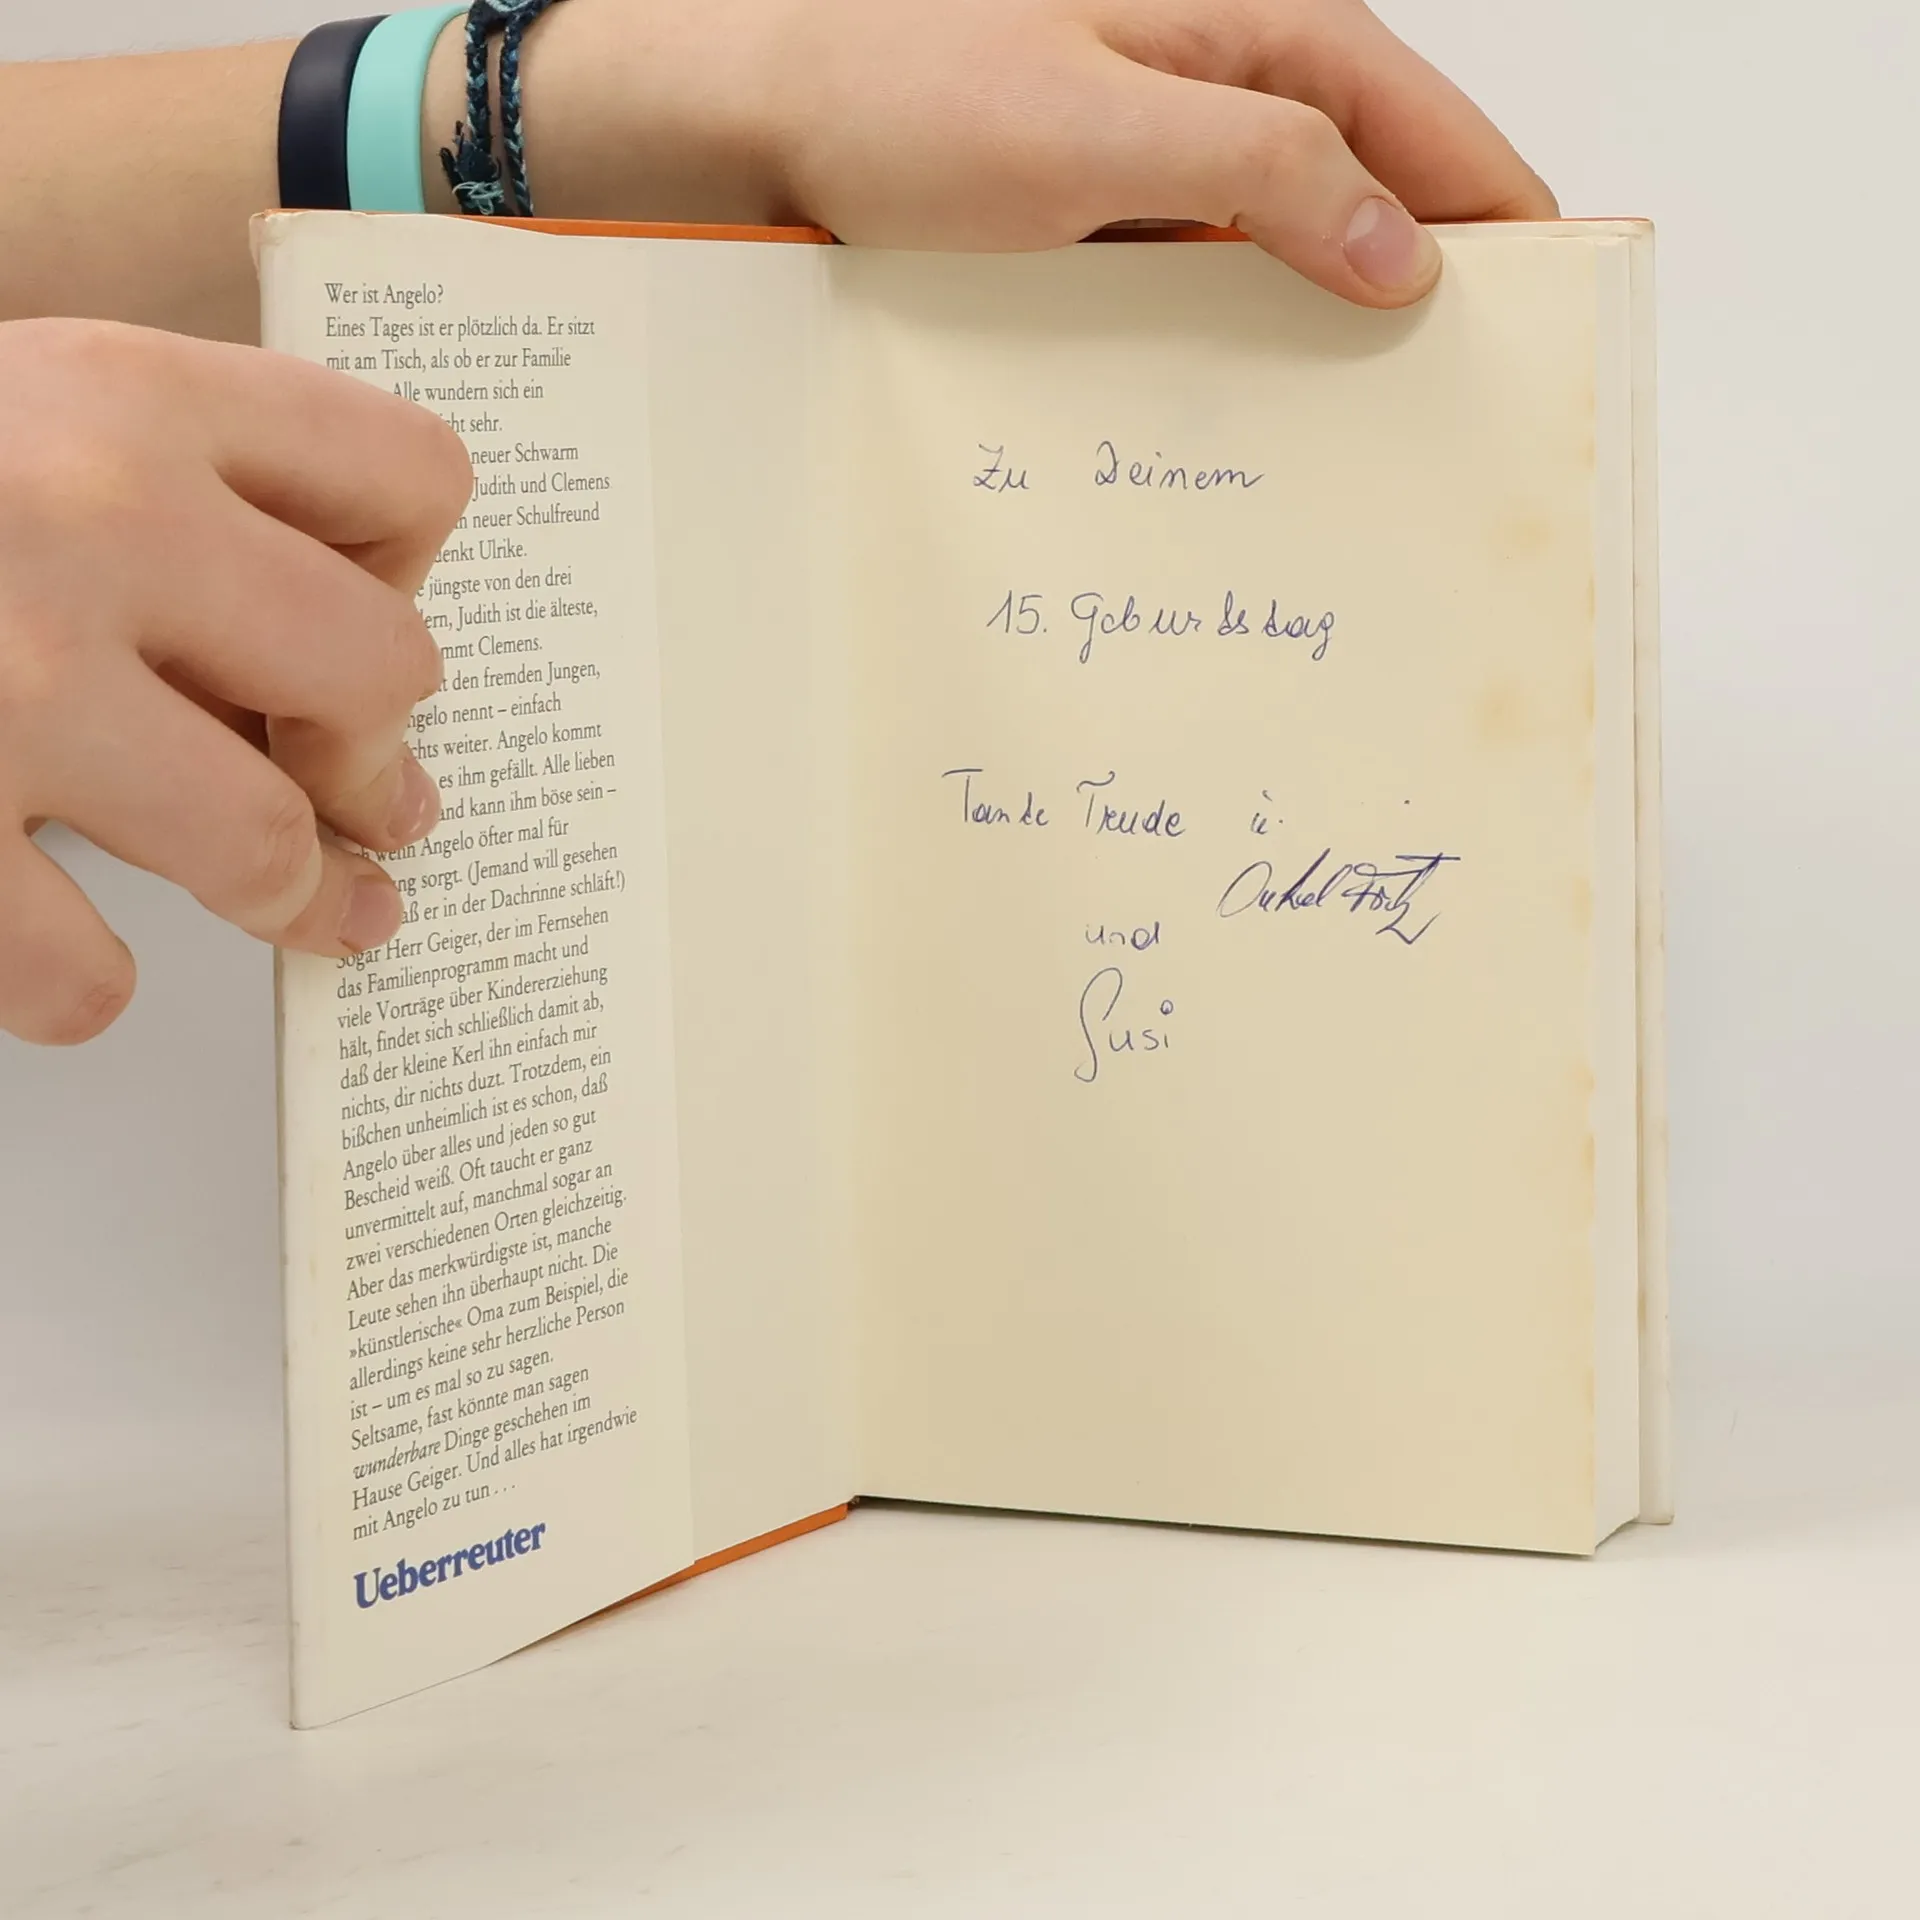 Wer ist Angelo?
Eines Tages ist er plötzlich da. Er sitzt
mit am Tisch, als ob er zur Familie
Alle wundern sich ein
sehr.
neuer Schwarm
Judith und Clemens
neuer Schulfreund
denkt Ulrike.
jüngste von den drei
Judith ist die älteste,
Clemens.
den fremden Jungen,
nennt – einfach
weiter. Angelo kommt
es ihm gefällt. Alle lieben
kann ihm böse sein –
wenn Angelo öfter mal für
sorgt. (Jemand will gesehen
er in der Dachrinne schläft!)
Sogar Herr Geiger, der im Fernsehen
das Familienprogramm macht und
viele Vorträge über Kindererziehung
hält, findet sich schließlich damit ab,
daß der kleine Kerl ihn einfach mir
nichts, dir nichts duzt. Trotzdem, ein
bißchen unheimlich ist es schon, daß
Angelo über alles und jeden so gut
Bescheid weiß. Oft taucht er ganz
unvermittelt auf, manchmal sogar an
zwei verschiedenen Orten gleichzeitig.
Aber das merkwürdigste ist, manche
Leute sehen ihn überhaupt nicht. Die
»künstlerische« Oma zum Beispiel, die
allerdings keine sehr herzliche Person
ist – um es mal so zu sagen.
Seltsame, fast könnte man sagen
wunderbare Dinge geschehen im
Hause Geiger. Und alles hat irgendwie
mit Angelo zu tun . . .
Ueberreuter
Zu Deinem
15. Geburtstag
Tante Trude u.
Onkel
und
Susi